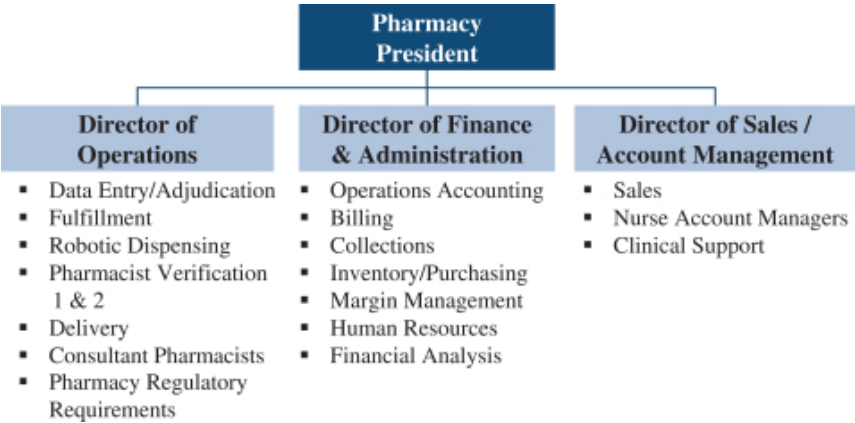 Pharmacy
President
Director of
Operations
▪ Data Entry/Adjudication
▪ Fulfillment
▪ Robotic Dispensing
▪ Pharmacist Verification
1 & 2
▪ Delivery
▪ Consultant Pharmacists
▪ Pharmacy Regulatory
Requirements
Director of Finance
& Administration
▪ Operations Accounting
▪ Billing
▪ Collections
▪ Inventory/Purchasing
▪ Margin Management
▪ Human Resources
▪ Financial Analysis
Director of Sales /
Account Management
▪ Sales
▪ Nurse Account Managers
▪ Clinical Support